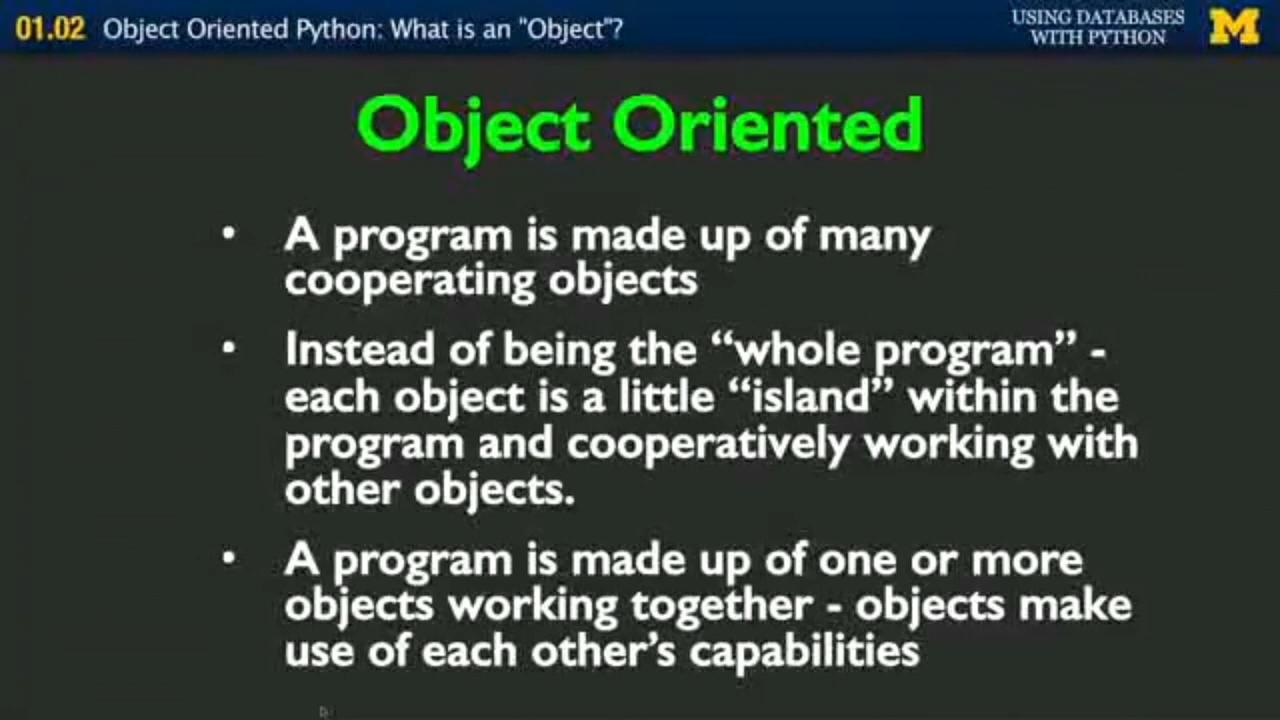 01.02 Object Oriented Python: What is an "Object"?
USING DATABASES
WITH PYTHON
M
Object Oriented
• A program is made up of many
cooperating objects
• Instead of being the “whole program” -
each object is a little “island” within the
program and cooperatively working with
other objects.
• A program is made up of one or more
objects working together - objects make
use of each other’s capabilities